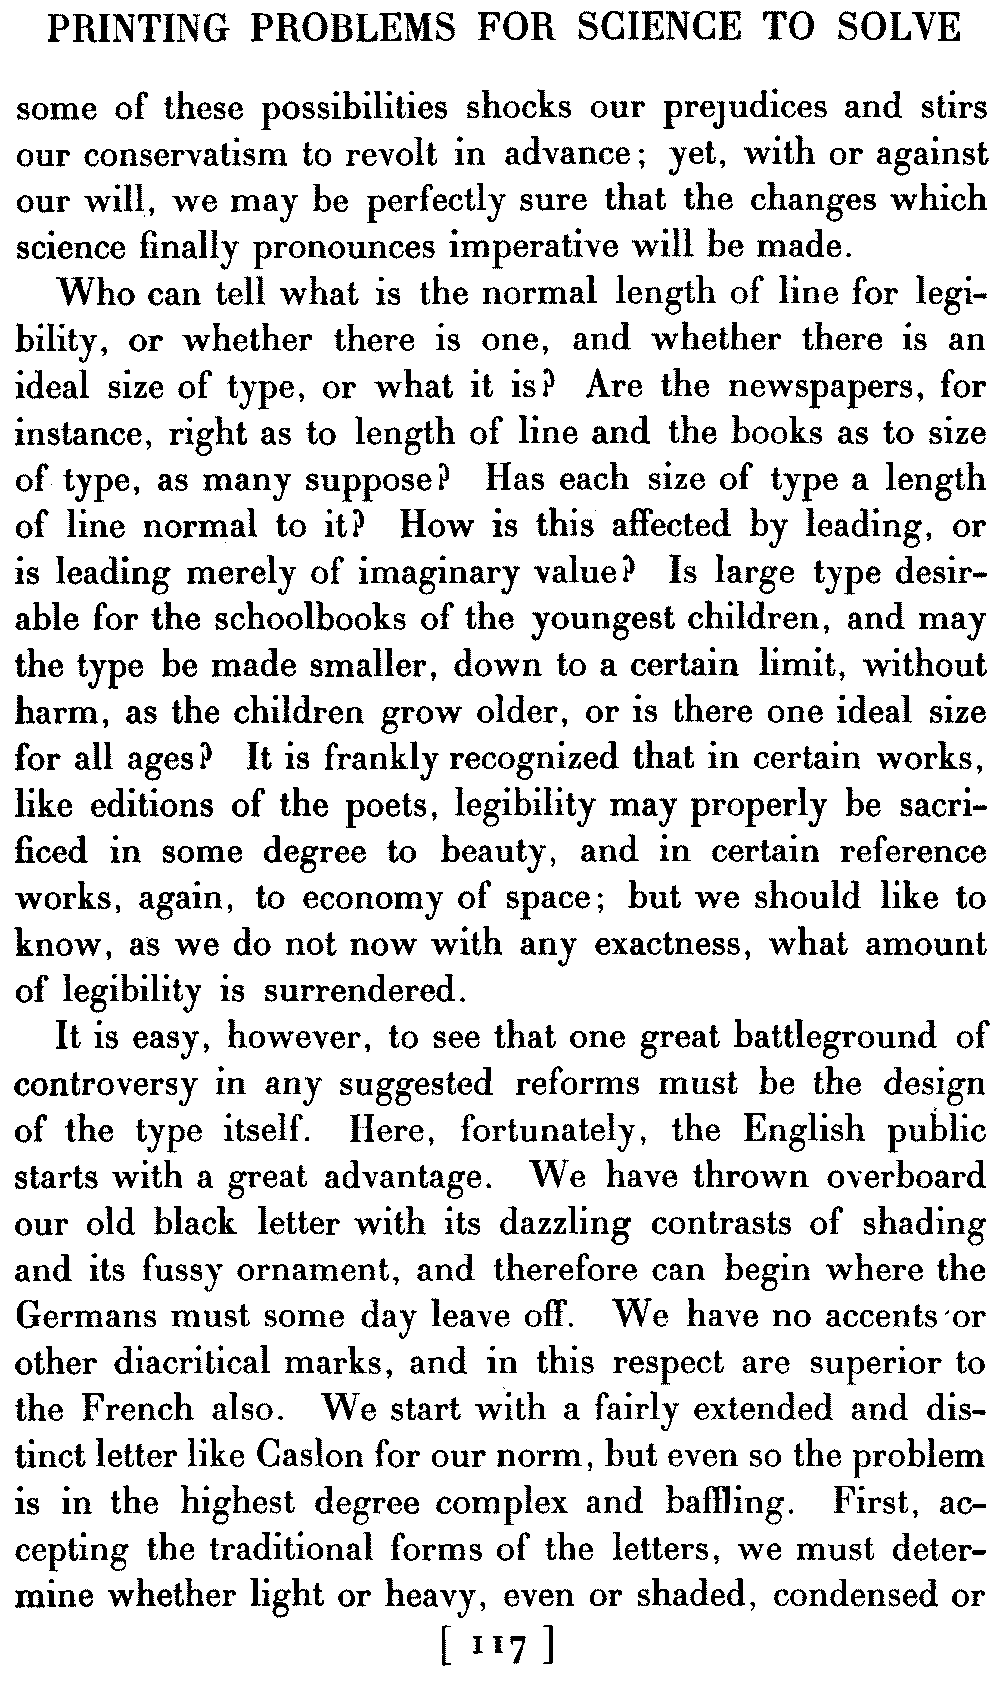 PRINTING PROBLEMS FOR SCIENCE TO SOLVE
some of these possibilities shocks our prejudices and stirs
our conservatism to revolt in advance; yet, with or against
our will, we may be perfectly sure that the changes which
science finally pronounces imperative will be made.
Who can tell what is the normal length of line for legi-
bility, or whether there is one, and whether there is an
ideal size of type, or what it is? Are the newspapers, for
instance, right as to length of line and the books as to size
of type, as many suppose? Has each size of type a length
of line normal to it? How is this affected by leading, or
is leading merely of imaginary value? Is large type desir-
able for the schoolbooks of the youngest children, and may
the type be made smaller, down to a certain limit, without
harm, as the children grow older, or is there one ideal size
for all ages? It is frankly recognized that in certain works,
like editions of the poets, legibility may properly be sacri-
ficed in some degree to beauty, and in certain reference
works, again, to economy of space; but we should like to
know, as we do not now with any exactness, what amount
of legibility is surrendered.
It is easy, however, to see that one great battleground of
controversy in any suggested reforms must be the design
of the type itself. Here, fortunately, the English public
starts with a great advantage. We have thrown overboard
our old black letter with its dazzling contrasts of shading
and its fussy ornament, and therefore can begin where the
Germans must some day leave off. We have no accents or
other diacritical marks, and in this respect are superior to
the French also. We start with a fairly extended and dis-
tinct letter like Caslon for our norm, but even so the problem
is in the highest degree complex and baffling. First, ac-
cepting the traditional forms of the letters, we must deter-
mine whether light or heavy, even or shaded, condensed or
[ 117 ]